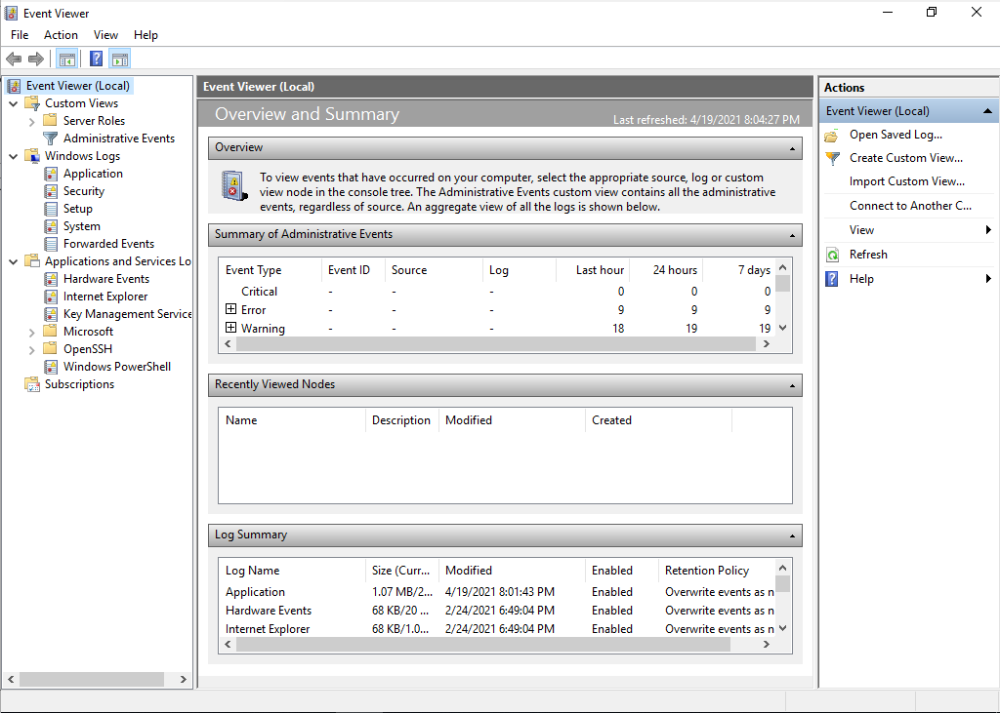 Event Viewer
File Action View Help
Event Viewer (Local)
Custom Views
Server Roles
Administrative Events
Windows Logs
Application
Security
Setup
System
Forwarded Events
Applications and Services Lo
Hardware Events
Internet Explorer
Key Management Service
Microsoft
OpenSSH
Windows PowerShell
Subscriptions
Event Viewer (Local)
Overview and Summary
Last refreshed: 4/19/2021 8:04:27 PM
Overview
To view events that have occurred on your computer, select the appropriate source, log or custom
view node in the console tree. The Administrative Events custom view contains all the administrative
events, regardless of source. An aggregate view of all the logs is shown below.
Summary of Administrative Events
Event Type Event ID Source Log Last hour 24 hours 7 days
Critical - - - 0 0 0
Error - - - 9 9 9
Warning - - - 18 19 19
Recently Viewed Nodes
Name Description Modified Created
Log Summary
Log Name Size (Curr... Modified Enabled Retention Policy
Application 1.07 MB/2... 4/19/2021 8:01:43 PM Enabled Overwrite events as n
Hardware Events 68 KB/20 ... 2/24/2021 6:49:04 PM Enabled Overwrite events as n
Internet Explorer 68 KB/1.0... 2/24/2021 6:49:04 PM Enabled Overwrite events as n
Actions
Event Viewer (Local)
Open Saved Log...
Create Custom View...
Import Custom View...
Connect to Another C...
View
Refresh
Help